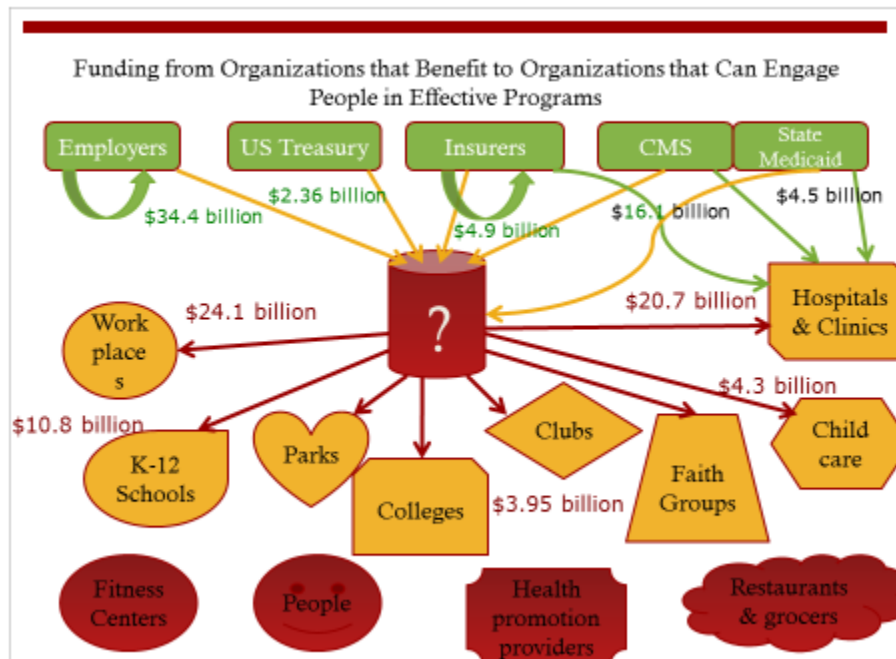 Funding from Organizations that Benefit to Organizations that Can Engage
People in Effective Programs
Employers
US Treasury
Insurers
CMS
State
Medicaid
$34.4 billion
$2.36 billion
$4.9 billion
$16.1 billion
$4.5 billion
?
Work
place
s
$24.1 billion
$20.7 billion
Hospitals
& Clinics
$10.8 billion
K-12
Schools
Parks
Colleges
Clubs
$3.95 billion
Faith
Groups
$4.3 billion
Child
care
Fitness
Centers
People
Health
promotion
providers
Restaurants
& grocers